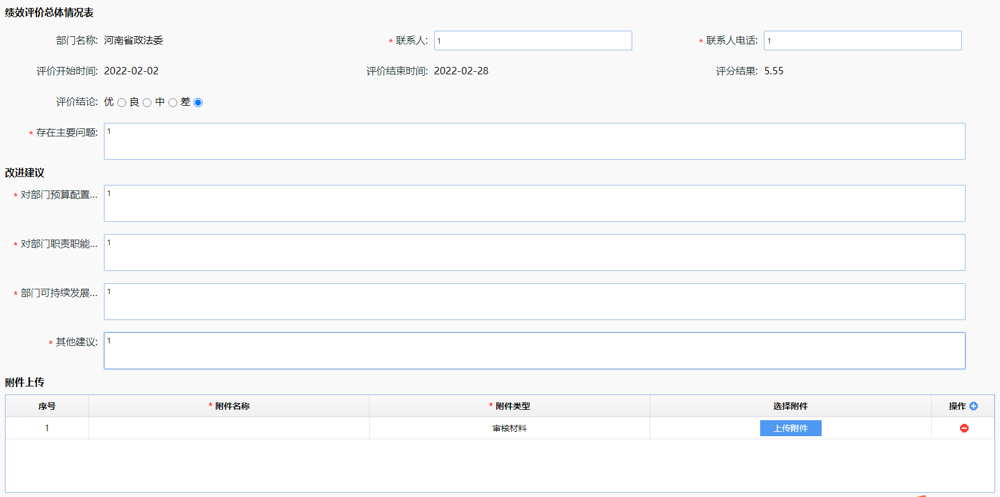 绩效评价总体情况表
部门名称: 河南省政法委 * 联系人: 1 * 联系人电话: 1
评价开始时间: 2022-02-02 评价结束时间: 2022-02-28 评分结果: 5.55
评价结论: 优 良 中 差
* 存在主要问题: 1
改进建议
* 对部门预算配置... 1
* 对部门职责职能... 1
* 部门可持续发展... 1
* 其他建议: 1
附件上传
序号 * 附件名称 * 附件类型 选择附件 操作
1 审核材料 上传附件